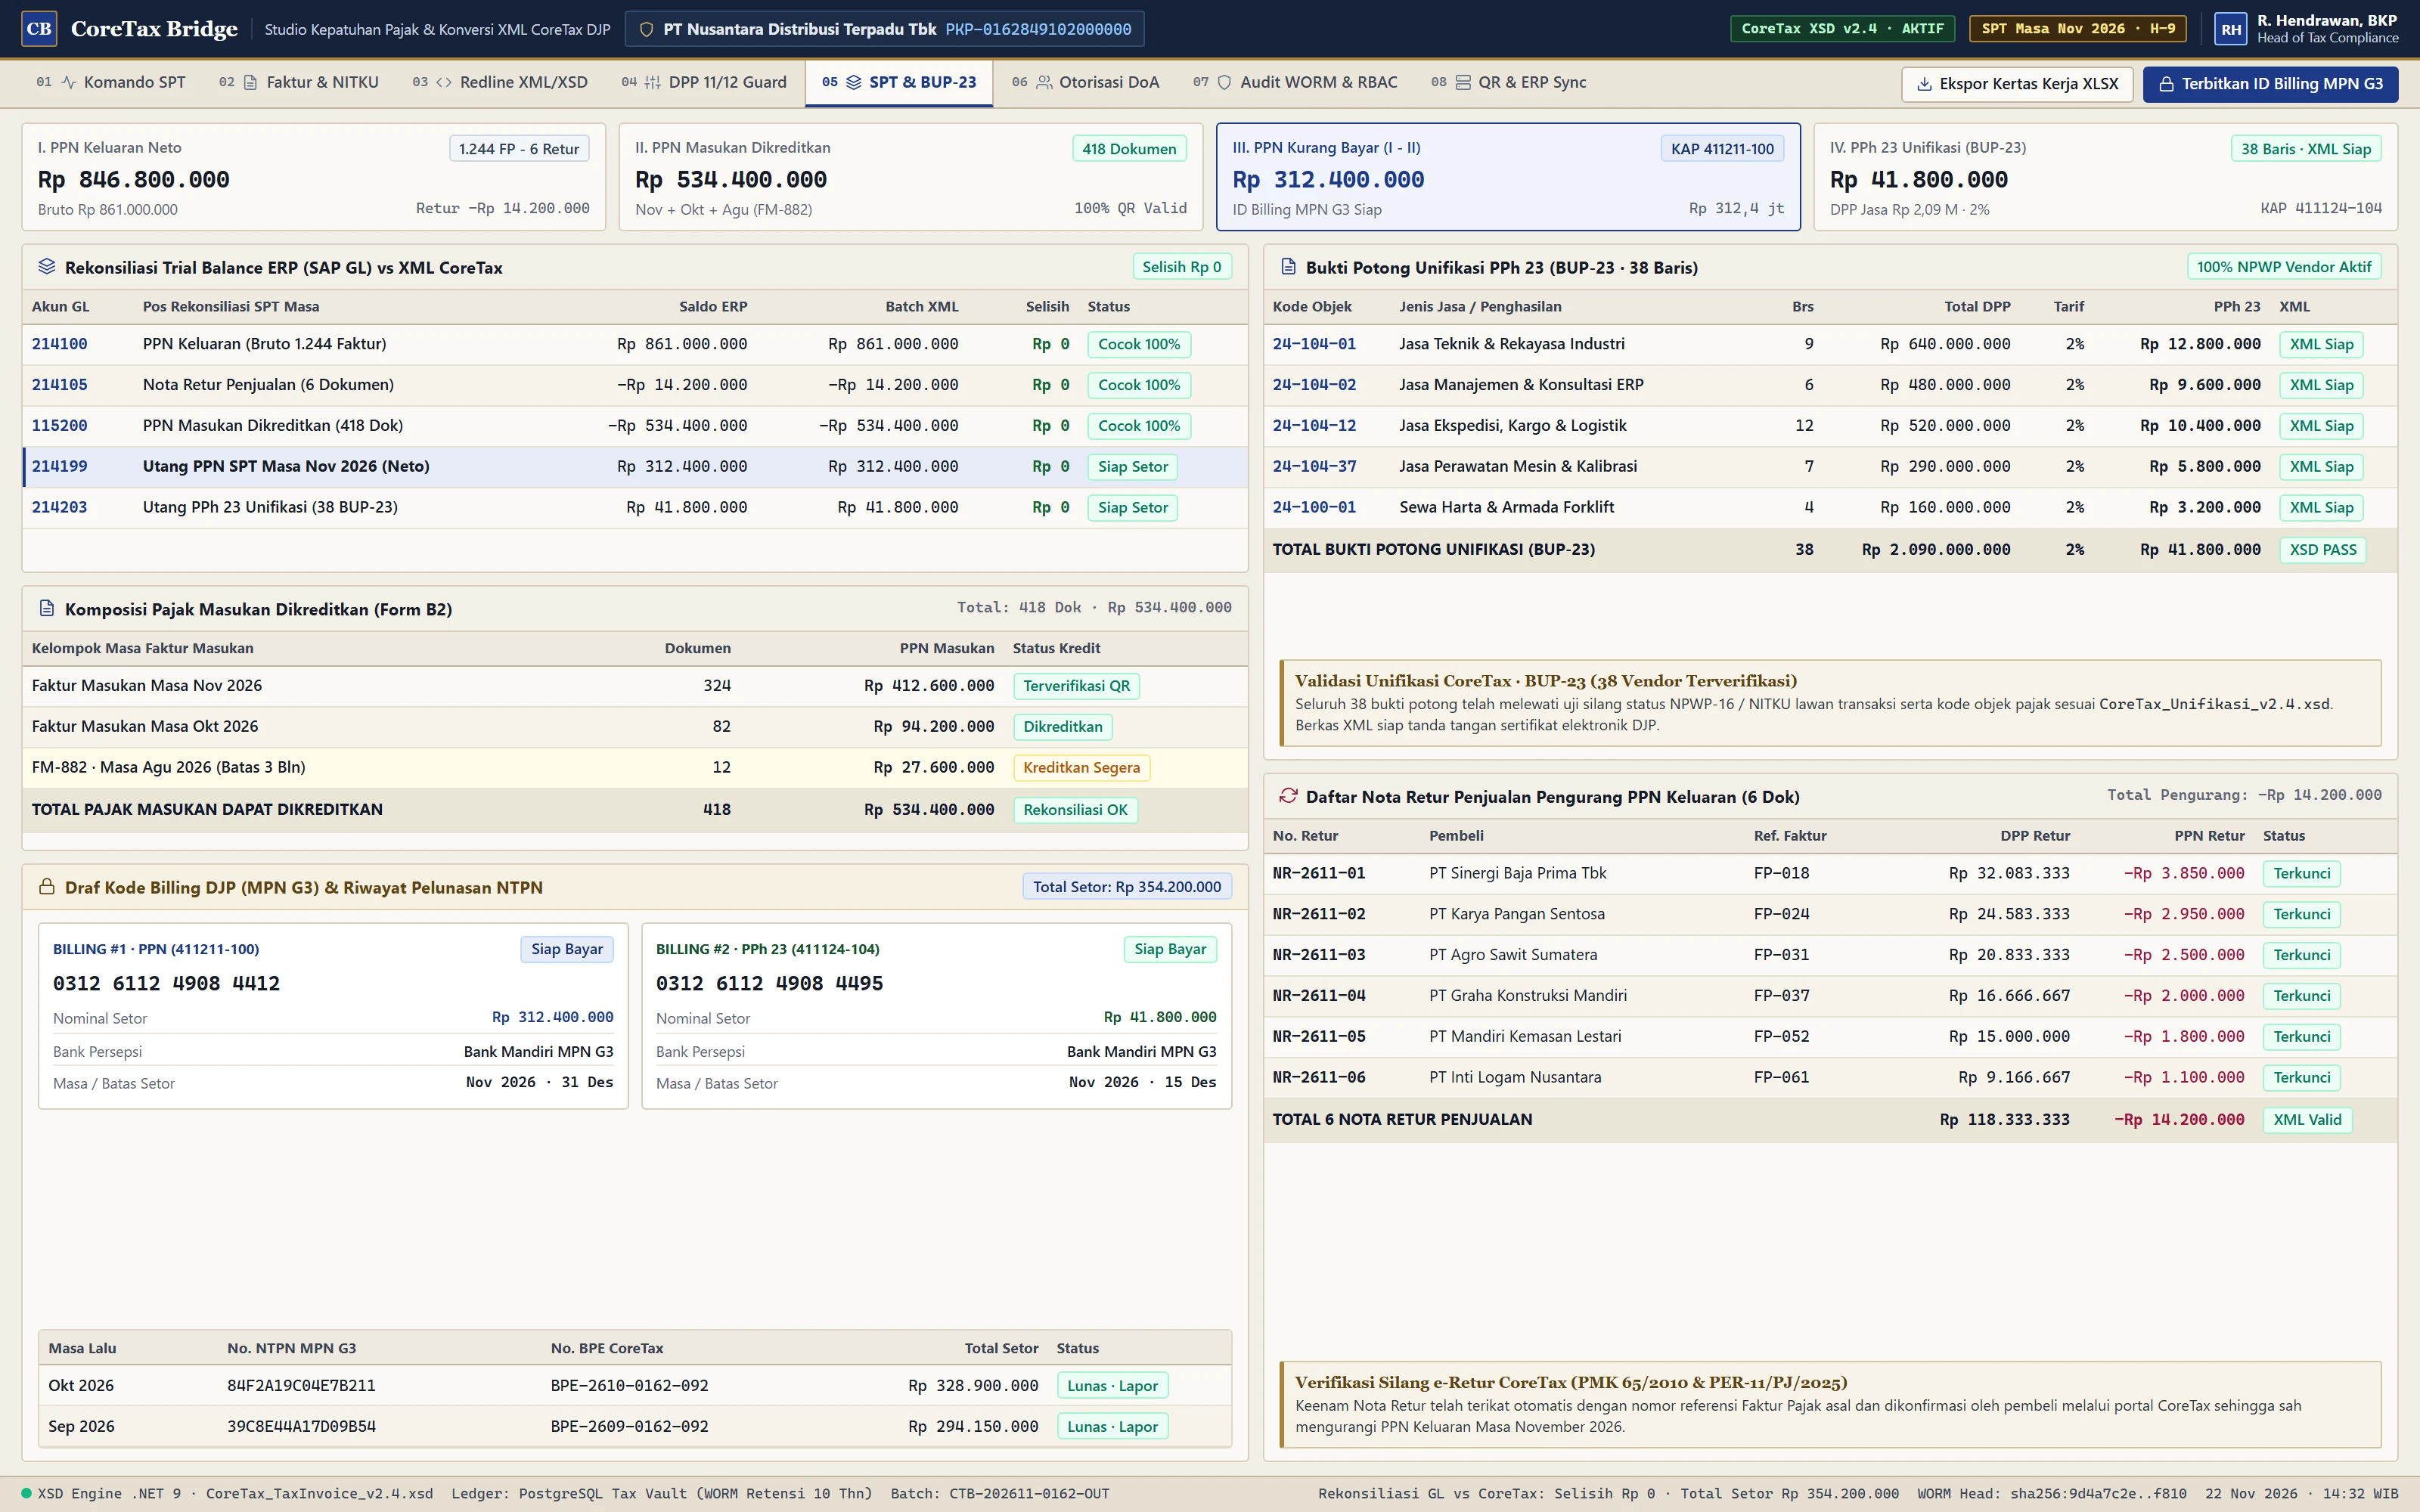 CB CoreTax Bridge Studio Kepatuhan Pajak & Konversi XML CoreTax DJP PT Nusantara Distribusi Terpadu Tbk PKP-0162849102000000 CoreTax XSD v2.4 · AKTIF SPT Masa Nov 2026 · H-9 RH R. Hendrawan, BKP
Head of Tax Compliance
01 Komando SPT 02 Faktur & NITKU 03 Redline XML/XSD 04 DPP 11/12 Guard 05 SPT & BUP-23 06 Otorisasi DoA 07 Audit WORM & RBAC 08 QR & ERP Sync Ekspor Kertas Kerja XLSX Terbitkan ID Billing MPN G3
I. PPN Keluaran Neto 1.244 FP - 6 Retur
Rp 846.800.000
Bruto Rp 861.000.000 Retur −Rp 14.200.000
II. PPN Masukan Dikreditkan 418 Dokumen
Rp 534.400.000
Nov + Okt + Agu (FM-882) 100% QR Valid
III. PPN Kurang Bayar (I - II) KAP 411211-100
Rp 312.400.000
ID Billing MPN G3 Siap Rp 312,4 jt
IV. PPh 23 Unifikasi (BUP-23) 38 Baris · XML Siap
Rp 41.800.000
DPP Jasa Rp 2,09 M · 2% KAP 411124-104
Rekonsiliasi Trial Balance ERP (SAP GL) vs XML CoreTax Selisih Rp 0
Akun GL Pos Rekonsiliasi SPT Masa Saldo ERP Batch XML Selisih Status
214100 PPN Keluaran (Bruto 1.244 Faktur) Rp 861.000.000 Rp 861.000.000 Rp 0 Cocok 100%
214105 Nota Retur Penjualan (6 Dokumen) −Rp 14.200.000 −Rp 14.200.000 Rp 0 Cocok 100%
115200 PPN Masukan Dikreditkan (418 Dok) −Rp 534.400.000 −Rp 534.400.000 Rp 0 Cocok 100%
214199 Utang PPN SPT Masa Nov 2026 (Neto) Rp 312.400.000 Rp 312.400.000 Rp 0 Siap Setor
214203 Utang PPh 23 Unifikasi (38 BUP-23) Rp 41.800.000 Rp 41.800.000 Rp 0 Siap Setor
Komposisi Pajak Masukan Dikreditkan (Form B2) Total: 418 Dok · Rp 534.400.000
Kelompok Masa Faktur Masukan Dokumen PPN Masukan Status Kredit
Faktur Masukan Masa Nov 2026 324 Rp 412.600.000 Terverifikasi QR
Faktur Masukan Masa Okt 2026 82 Rp 94.200.000 Dikreditkan
FM-882 · Masa Agu 2026 (Batas 3 Bln) 12 Rp 27.600.000 Kreditkan Segera
TOTAL PAJAK MASUKAN DAPAT DIKREDITKAN 418 Rp 534.400.000 Rekonsiliasi OK
Draf Kode Billing DJP (MPN G3) & Riwayat Pelunasan NTPN Total Setor: Rp 354.200.000
BILLING #1 · PPN (411211-100) Siap Bayar
0312 6112 4908 4412
Nominal Setor Rp 312.400.000
Bank Persepsi Bank Mandiri MPN G3
Masa / Batas Setor Nov 2026 · 31 Des
BILLING #2 · PPh 23 (411124-104) Siap Bayar
0312 6112 4908 4495
Nominal Setor Rp 41.800.000
Bank Persepsi Bank Mandiri MPN G3
Masa / Batas Setor Nov 2026 · 15 Des
Masa Lalu No. NTPN MPN G3 No. BPE CoreTax Total Setor Status
Okt 2026 84F2A19C04E7B211 BPE-2610-0162-092 Rp 328.900.000 Lunas · Lapor
Sep 2026 39C8E44A17D09B54 BPE-2609-0162-092 Rp 294.150.000 Lunas · Lapor
Bukti Potong Unifikasi PPh 23 (BUP-23 · 38 Baris) 100% NPWP Vendor Aktif
Kode Objek Jenis Jasa / Penghasilan Brs Total DPP Tarif PPh 23 XML
24-104-01 Jasa Teknik & Rekayasa Industri 9 Rp 640.000.000 2% Rp 12.800.000 XML Siap
24-104-02 Jasa Manajemen & Konsultasi ERP 6 Rp 480.000.000 2% Rp 9.600.000 XML Siap
24-104-12 Jasa Ekspedisi, Kargo & Logistik 12 Rp 520.000.000 2% Rp 10.400.000 XML Siap
24-104-37 Jasa Perawatan Mesin & Kalibrasi 7 Rp 290.000.000 2% Rp 5.800.000 XML Siap
24-100-01 Sewa Harta & Armada Forklift 4 Rp 160.000.000 2% Rp 3.200.000 XML Siap
TOTAL BUKTI POTONG UNIFIKASI (BUP-23) 38 Rp 2.090.000.000 2% Rp 41.800.000 XSD PASS
Validasi Unifikasi CoreTax · BUP-23 (38 Vendor Terverifikasi)
Seluruh 38 bukti potong telah melewati uji silang status NPWP-16 / NITKU lawan transaksi serta kode objek pajak sesuai CoreTax_Unifikasi_v2.4.xsd.
Berkas XML siap tanda tangan sertifikat elektronik DJP.
Daftar Nota Retur Penjualan Pengurang PPN Keluaran (6 Dok) Total Pengurang: −Rp 14.200.000
No. Retur Pembeli Ref. Faktur DPP Retur PPN Retur Status
NR-2611-01 PT Sinergi Baja Prima Tbk FP-018 Rp 32.083.333 −Rp 3.850.000 Terkunci
NR-2611-02 PT Karya Pangan Sentosa FP-024 Rp 24.583.333 −Rp 2.950.000 Terkunci
NR-2611-03 PT Agro Sawit Sumatera FP-031 Rp 20.833.333 −Rp 2.500.000 Terkunci
NR-2611-04 PT Graha Konstruksi Mandiri FP-037 Rp 16.666.667 −Rp 2.000.000 Terkunci
NR-2611-05 PT Mandiri Kemasan Lestari FP-052 Rp 15.000.000 −Rp 1.800.000 Terkunci
NR-2611-06 PT Inti Logam Nusantara FP-061 Rp 9.166.667 −Rp 1.100.000 Terkunci
TOTAL 6 NOTA RETUR PENJUALAN Rp 118.333.333 −Rp 14.200.000 XML Valid
Verifikasi Silang e-Retur CoreTax (PMK 65/2010 & PER-11/PJ/2025)
Keenam Nota Retur telah terikat otomatis dengan nomor referensi Faktur Pajak asal dan dikonfirmasi oleh pembeli melalui portal CoreTax sehingga sah
mengurangi PPN Keluaran Masa November 2026.
XSD Engine .NET 9 · CoreTax_TaxInvoice_v2.4.xsd Ledger: PostgreSQL Tax Vault (WORM Retensi 10 Thn) Batch: CTB-202611-0162-OUT Rekonsiliasi GL vs CoreTax: Selisih Rp 0 · Total Setor Rp 354.200.000 WORM Head: sha256:9d4a7c2e..f810 22 Nov 2026 · 14:32 WIB